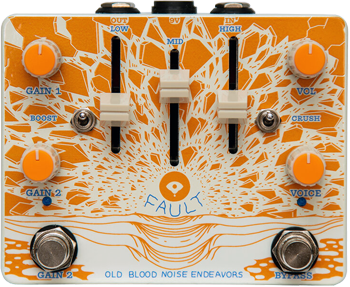 OUT 9V IN
LOW MID HIGH
GAIN 1 VOL
BOOST CRUSH
GAIN 2 VOICE
FAULT
GAIN 2 OLD BLOOD NOISE ENDEAVORS BYPASS